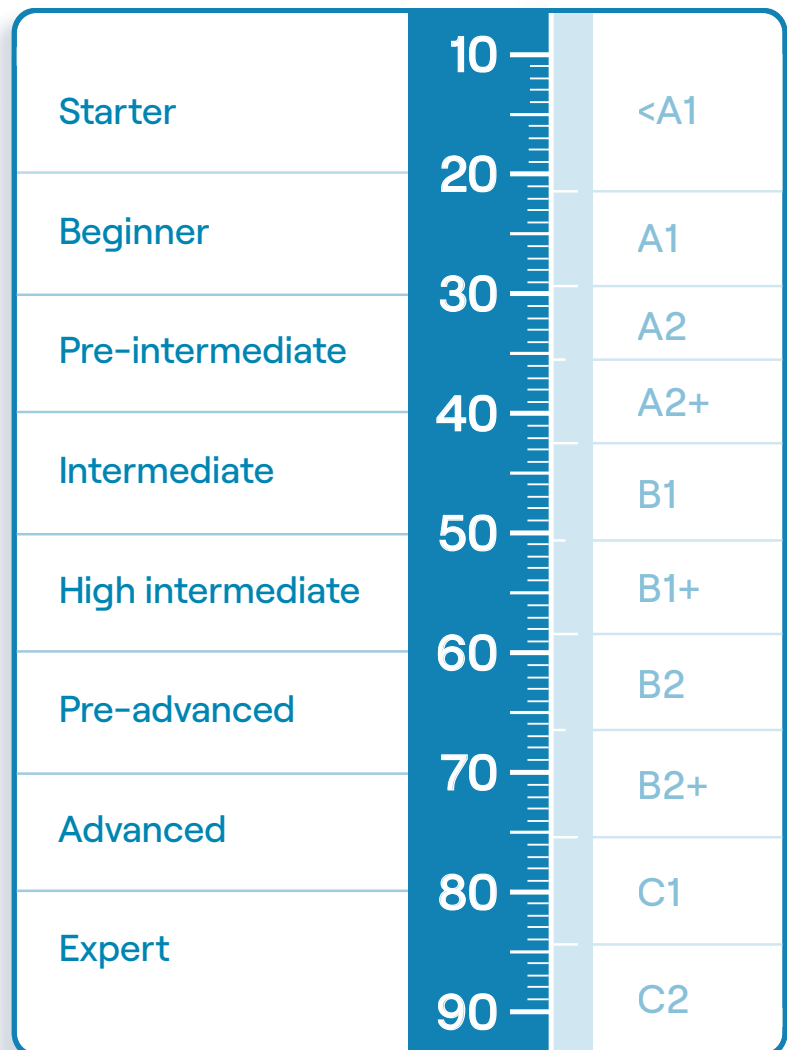 10
Starter
<A1
20
Beginner
A1
30
Pre-intermediate
A2
A2+
40
Intermediate
B1
50
High intermediate
B1+
60
Pre-advanced
B2
70
B2+
Advanced
80
C1
Expert
C2
90